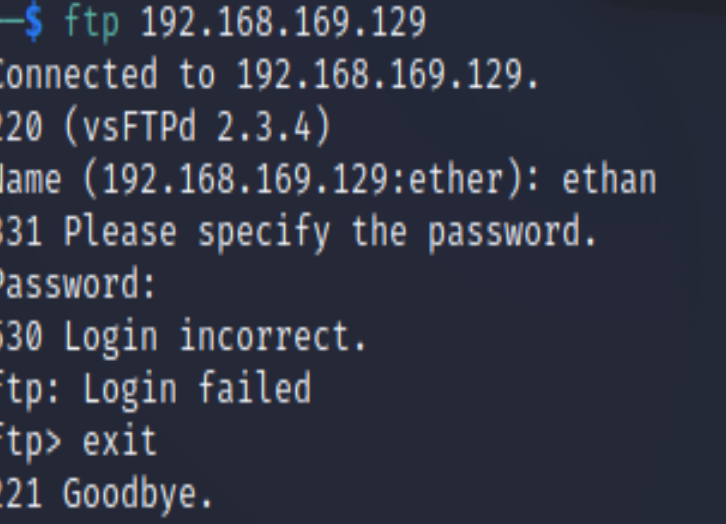 ─$ ftp 192.168.169.129
Connected to 192.168.169.129.
220 (vsFTPd 2.3.4)
Name (192.168.169.129:ether): ethan
331 Please specify the password.
Password:
530 Login incorrect.
ftp: Login failed
ftp> exit
221 Goodbye.